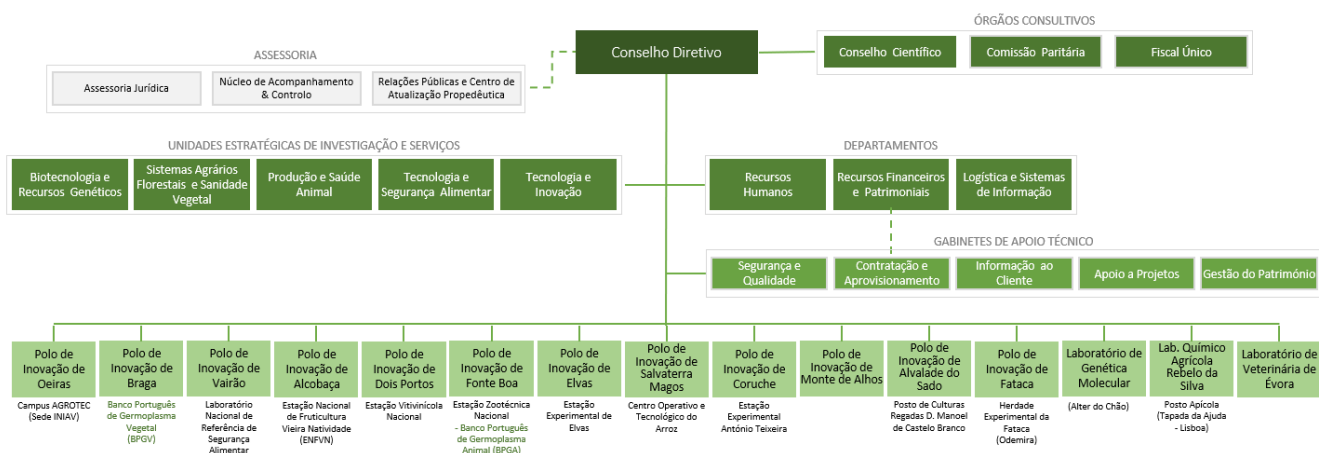 ÓRGÃOS CONSULTIVOS
Conselho Diretivo
Conselho Científico
Comissão Paritária
Fiscal Único
ASSESSORIA
Assessoria Jurídica
Núcleo de Acompanhamento
& Controlo
Relações Públicas e Centro de
Atualização Propedêutica
UNIDADES ESTRATÉGICAS DE INVESTIGAÇÃO E SERVIÇOS
Biotecnologia e
Recursos Genéticos
Sistemas Agrários
Florestais e Sanidade
Vegetal
Produção e Saúde
Animal
Tecnologia e
Segurança Alimentar
Tecnologia e
Inovação
DEPARTAMENTOS
Recursos
Humanos
Recursos Financeiros
e Patrimoniais
Logística e Sistemas
de Informação
GABINETES DE APOIO TÉCNICO
Segurança e
Qualidade
Contratação e
Aprovisionamento
Informação ao
Cliente
Apoio a Projetos
Gestão do Património
Polo de
Inovação de
Oeiras
Campus AGROTEC
(Sede INIAV)
Polo de
Inovação de
Braga
Banco Português
de Germoplasma
Vegetal
(BPGV)
Polo de
Inovação de
Vairão
Laboratório
Nacional de
Referência de
Segurança
Alimentar
Polo de
Inovação de
Alcobaça
Estação Nacional
de Fruticultura
Vieira Natividade
(ENFVN)
Polo de
Inovação de
Dois Portos
Estação Vitivinícola
Nacional
Polo de
Inovação de
Fonte Boa
Estação Zootécnica
Nacional
- Banco Português
de Germoplasma
Animal (BPGA)
Polo de
Inovação de
Elvas
Estação
Experimental de
Elvas
Polo de
Inovação de
Salvaterra
Magos
Centro Operativo e
Tecnológico do
Arroz
Polo de
Inovação de
Coruche
Estação
Experimental
António Teixeira
Polo de
Inovação de
Monte de Alhos
Polo de
Inovação de
Alvalade do
Sado
Posto de Culturas
Regadas D. Manoel
de Castelo Branco
Polo de
Inovação de
Fataca
Herdade
Experimental da
Fataca
(Odemira)
Laboratório de
Genética
Molecular
(Alter do Chão)
Lab. Químico
Agrícola
Rebelo da
Silva
Posto Apícola
(Tapada da Ajuda
- Lisboa)
Laboratório de
Veterinária de
Évora